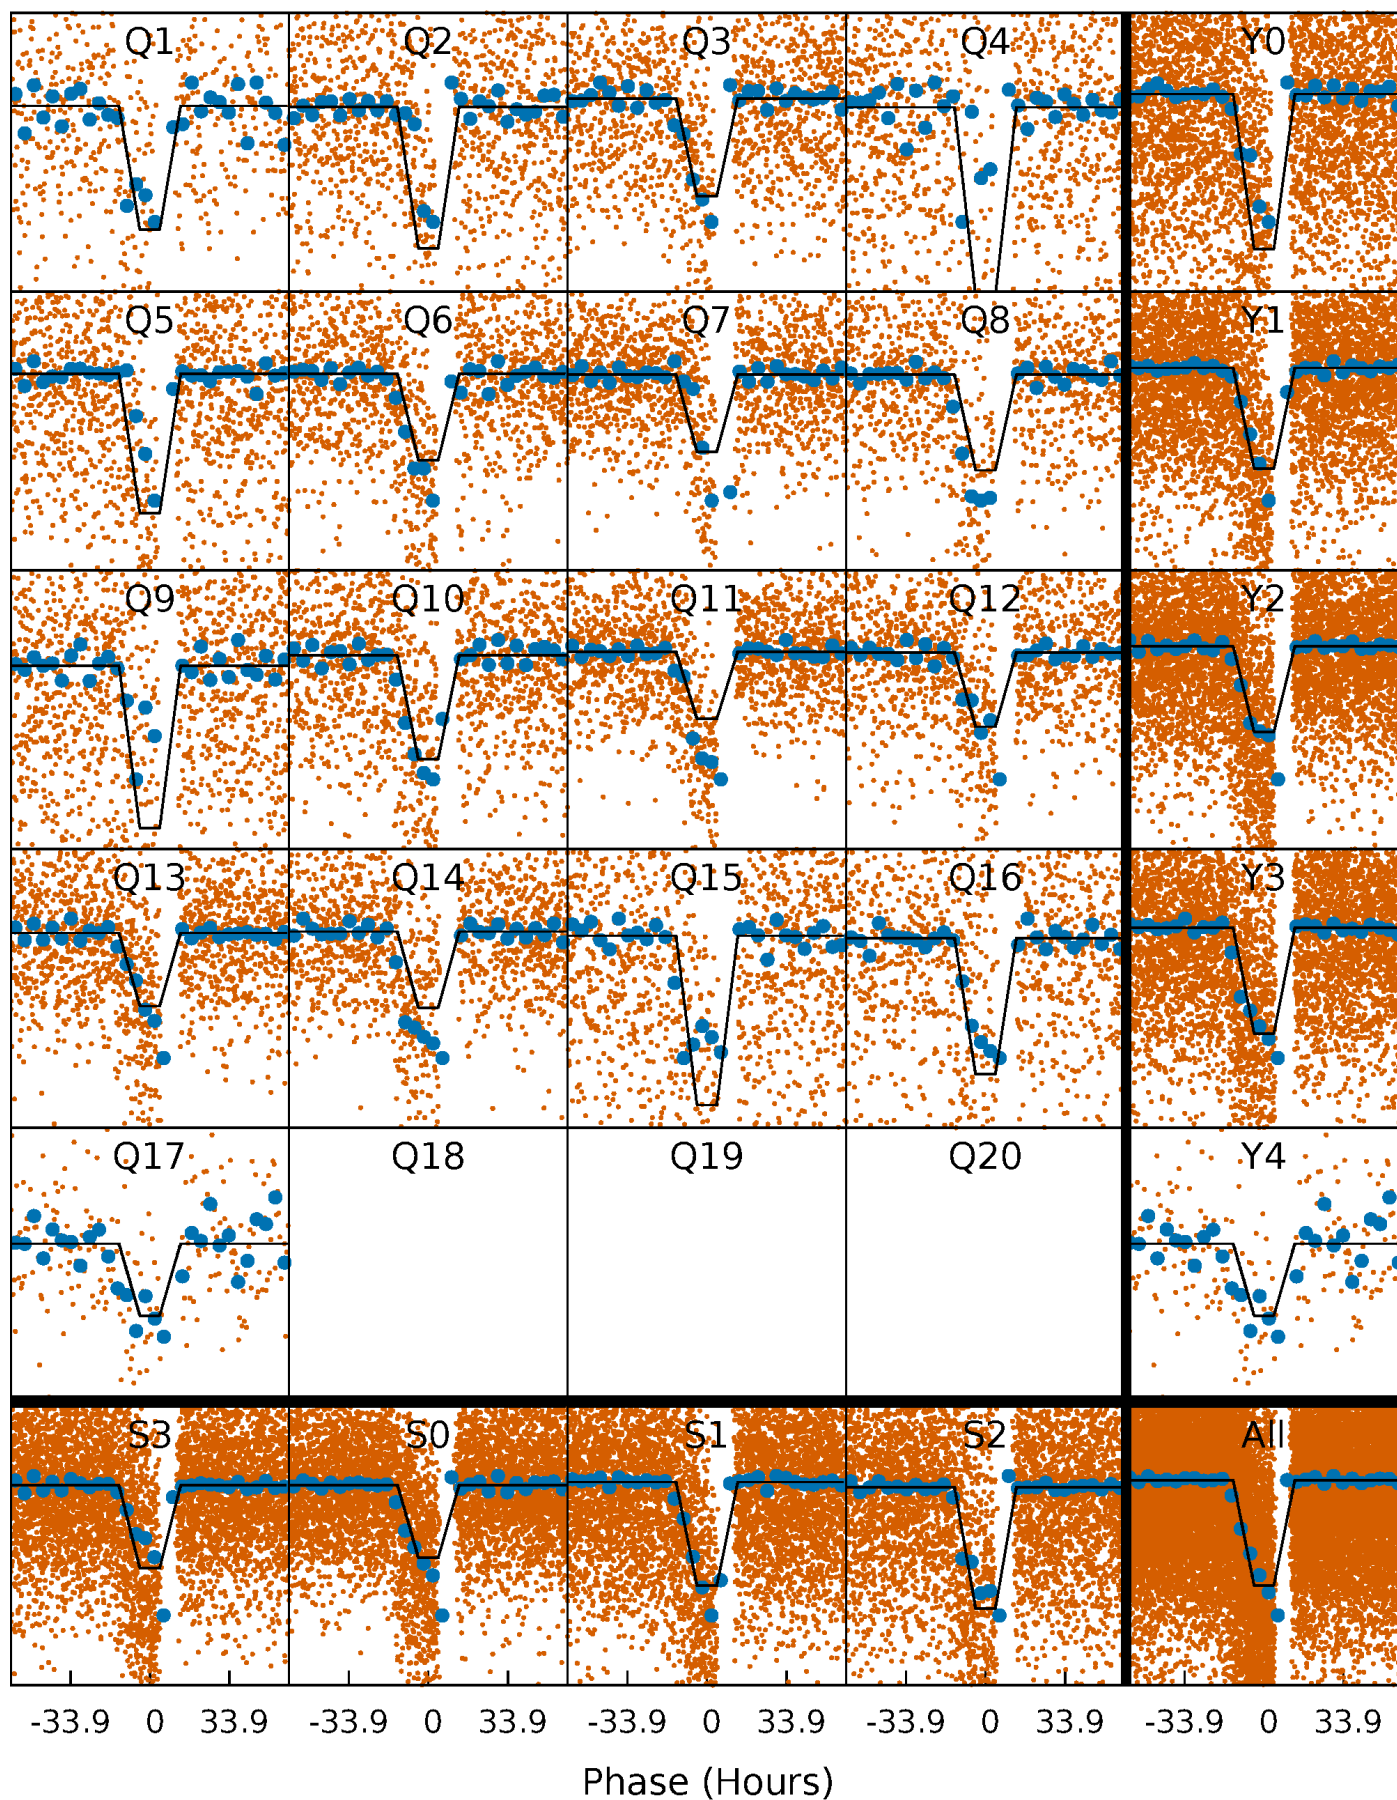 Q1 Q2 Q3 Q4 Y0
Q5 Q6 Q7 Q8 Y1
Q9 Q10 Q11 Q12 Y2
Q13 Q14 Q15 Q16 Y3
Q17 Q18 Q19 Q20 Y4
S3 S0 S1 S2 All
-33.9 0 33.9 -33.9 0 33.9 -33.9 0 33.9 -33.9 0 33.9 -33.9 0 33.9
Phase (Hours)